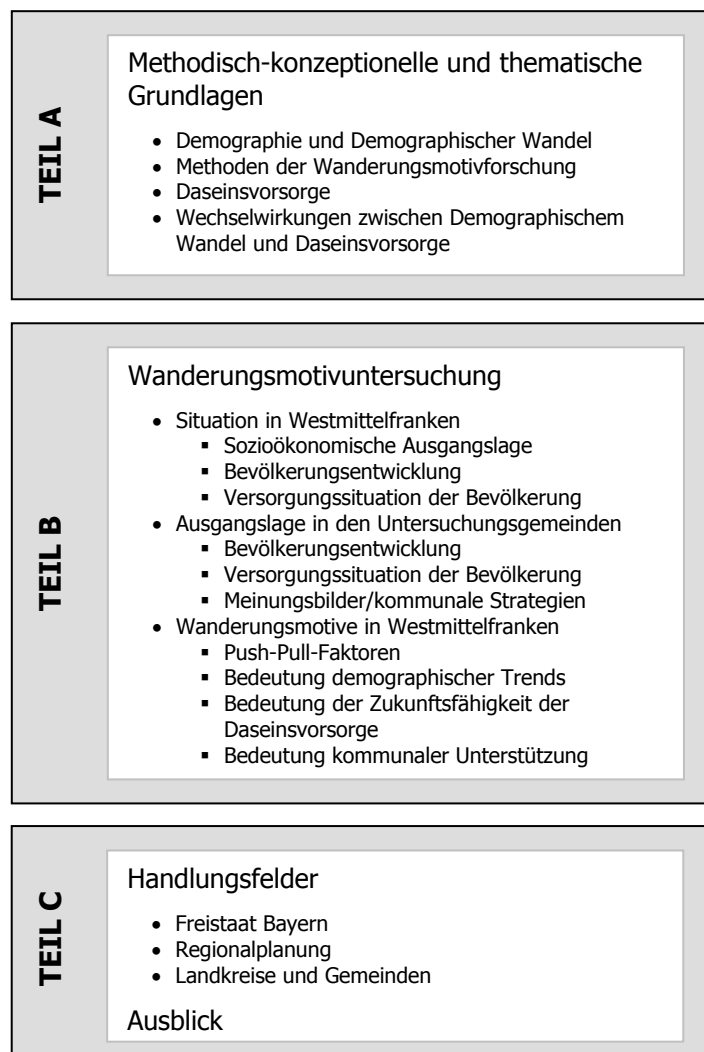 TEIL A
Methodisch-konzeptionelle und thematische
Grundlagen
• Demographie und Demographischer Wandel
• Methoden der Wanderungsmotivforschung
• Daseinsvorsorge
• Wechselwirkungen zwischen Demographischem
Wandel und Daseinsvorsorge
TEIL B
Wanderungsmotivuntersuchung
• Situation in Westmittelfranken
▪ Sozioökonomische Ausgangslage
▪ Bevölkerungsentwicklung
▪ Versorgungssituation der Bevölkerung
• Ausgangslage in den Untersuchungsgemeinden
▪ Bevölkerungsentwicklung
▪ Versorgungssituation der Bevölkerung
▪ Meinungsbilder/kommunale Strategien
• Wanderungsmotive in Westmittelfranken
▪ Push-Pull-Faktoren
▪ Bedeutung demographischer Trends
▪ Bedeutung der Zukunftsfähigkeit der
Daseinsvorsorge
▪ Bedeutung kommunaler Unterstützung
TEIL C
Handlungsfelder
• Freistaat Bayern
• Regionalplanung
• Landkreise und Gemeinden
Ausblick